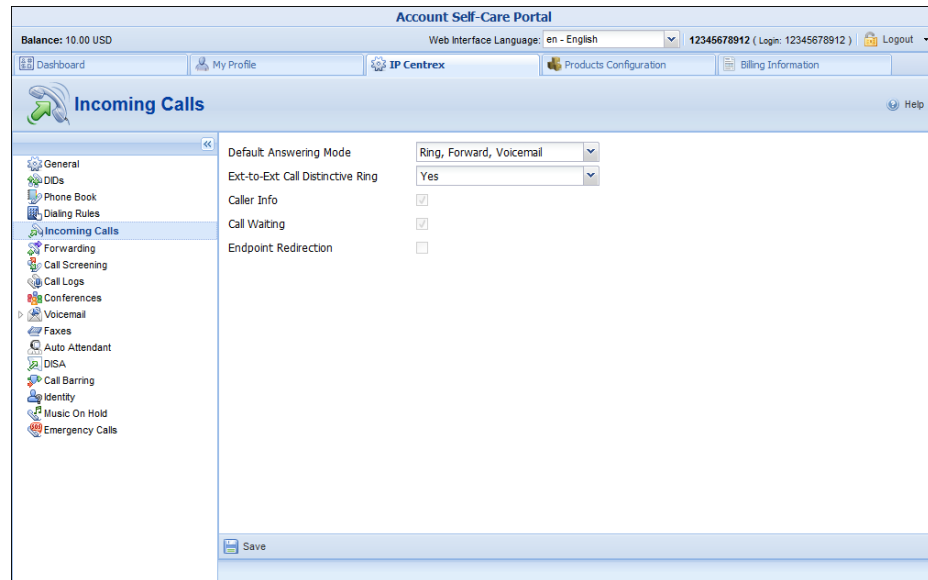 Account Self-Care Portal
Balance: 10.00 USD Web Interface Language: en - English 12345678912 ( Login: 12345678912 ) Logout
Dashboard My Profile IP Centrex Products Configuration Billing Information
Incoming Calls Help
General
DIDs
Phone Book
Dialing Rules
Incoming Calls
Forwarding
Call Screening
Call Logs
Conferences
Voicemail
Faxes
Auto Attendant
DISA
Call Barring
Identity
Music On Hold
Emergency Calls
Default Answering Mode Ring, Forward, Voicemail
Ext-to-Ext Call Distinctive Ring Yes
Caller Info
Call Waiting
Endpoint Redirection
Save